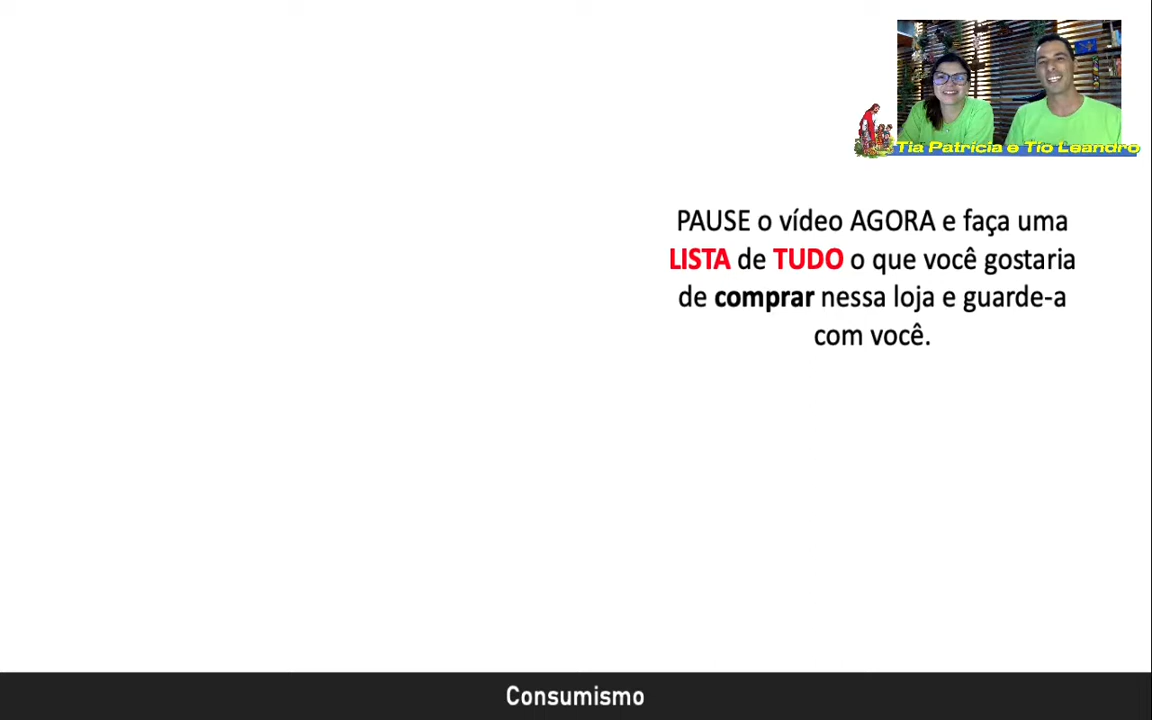 Tia Patrícia e Tio Leandro
PAUSE o vídeo AGORA e faça uma
LISTA de TUDO o que você gostaria
de comprar nessa loja e guarde-a
com você.
Consumismo